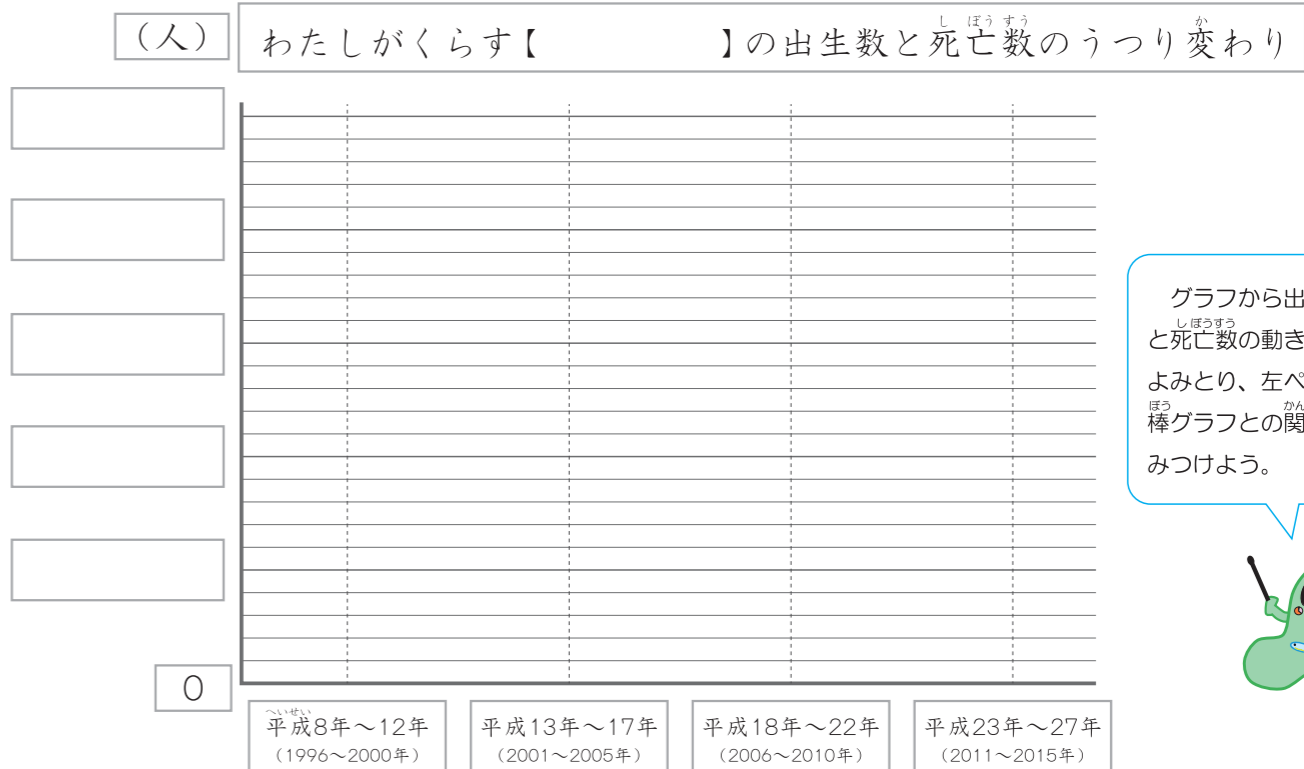 （人）
わたしがくらす【　　　　　】の出生数と死亡数のうつり変わり
し ぼう すう
か
グラフから出
しぼうすう
と死亡数の動き
よみとり、左ペ
ぼう
かん
棒グラフとの関
みつけよう。
0
へいせい
平成8年～12年
（1996～2000年）
平成13年～17年
（2001～2005年）
平成18年～22年
（2006～2010年）
平成23年～27年
（2011～2015年）